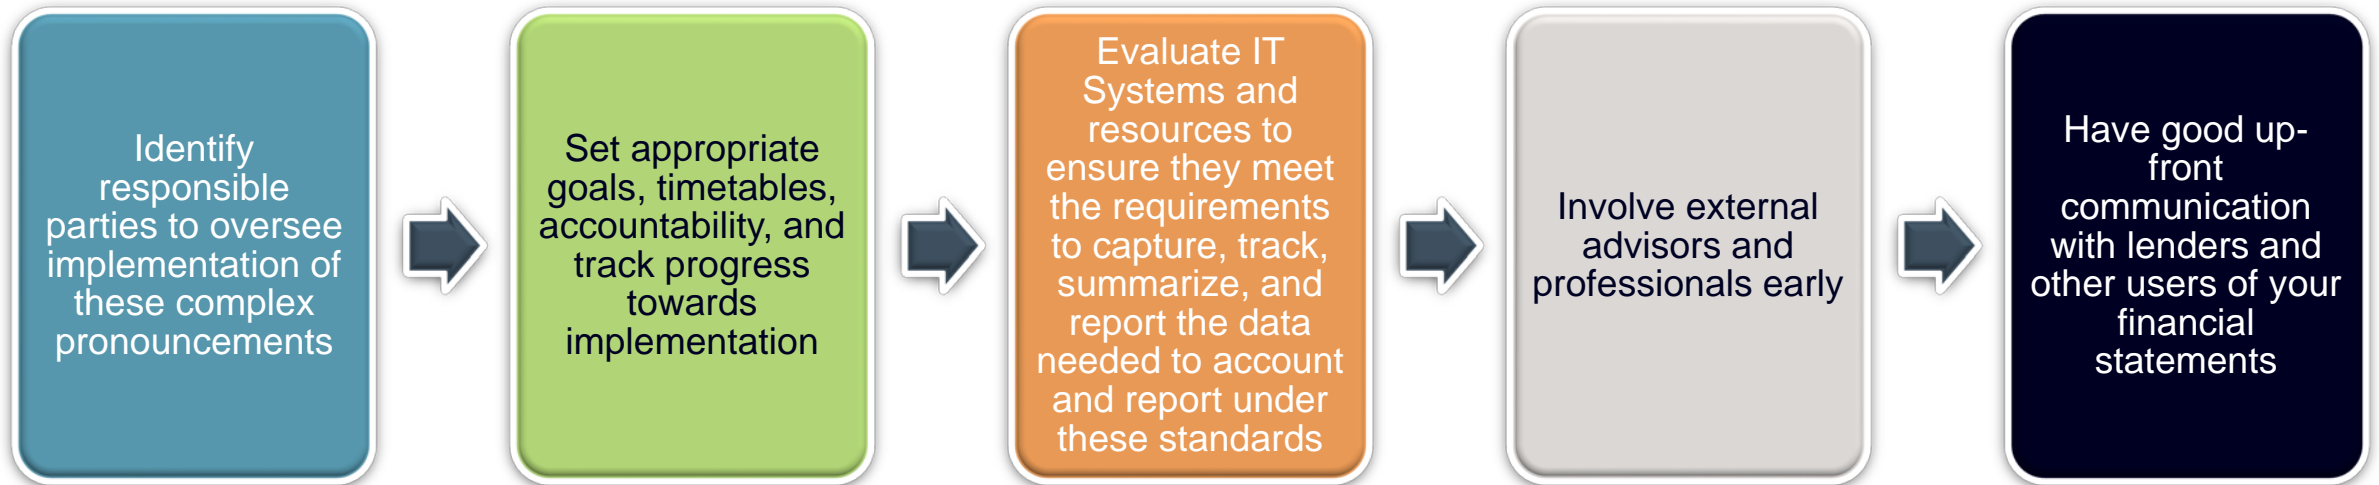 Identify
responsible
parties to oversee
implementation of
these complex
pronouncements
Set appropriate
goals, timetables,
accountability, and
track progress
towards
implementation
Evaluate IT
Systems and
resources to
ensure they meet
the requirements
to capture, track,
summarize, and
report the data
needed to account
and report under
these standards
Involve external
advisors and
professionals early
Have good up-
front
communication
with lenders and
other users of your
financial
statements